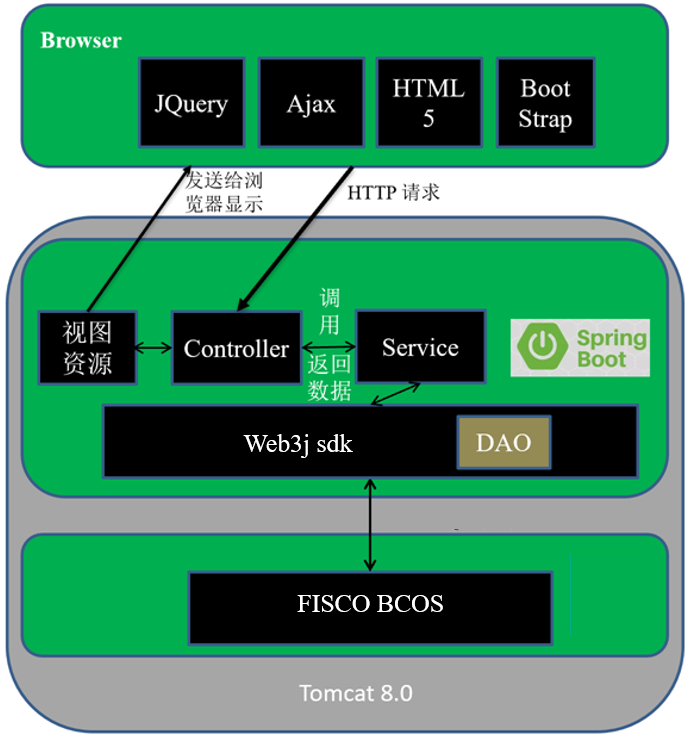 Browser
JQuery
Ajax
HTML
5
Boot
Strap
发送给浏
览器显示
HTTP 请求
视图
资源
Controller
调
用
返回
数据
Service
Spring
Boot
Web3j sdk
DAO
FISCO BCOS
Tomcat 8.0